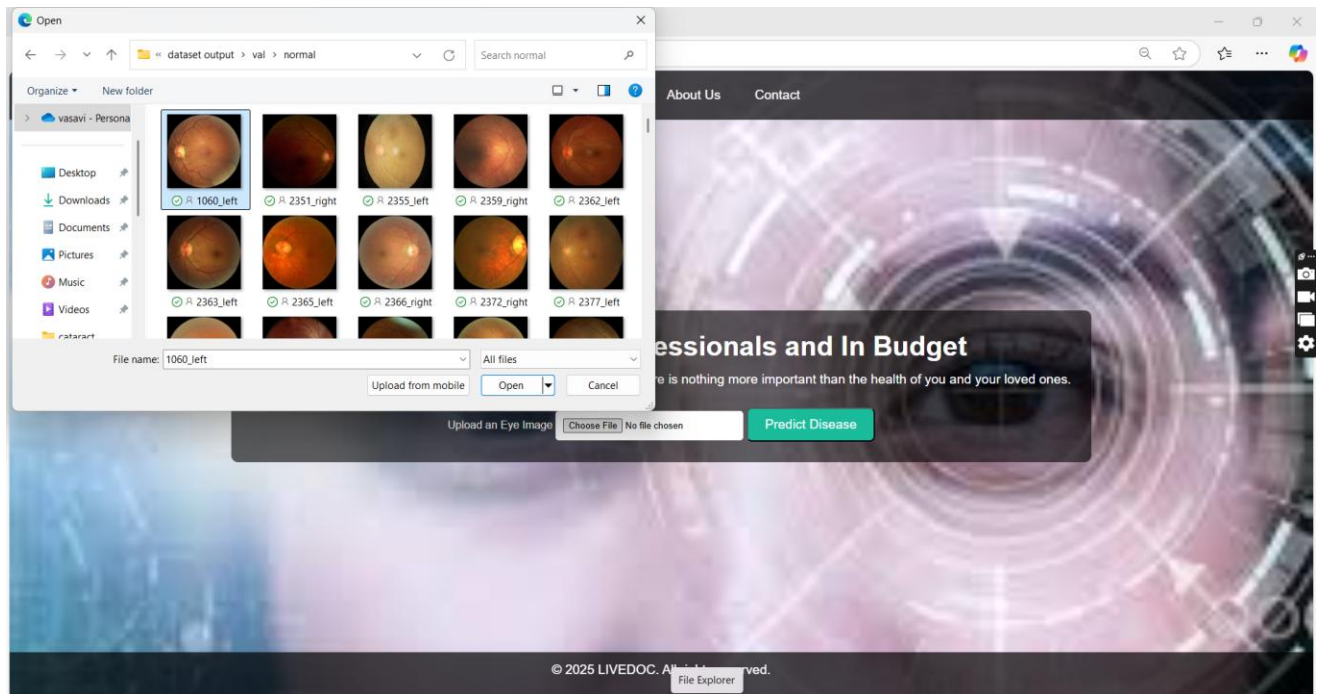 Open
« dataset output > val > normal
Search normal
Organize
New folder
vasavi - Persona
Desktop
Downloads
Documents
Pictures
Music
Videos
cataract
1060_left
2351_right
2355_left
2359_right
2362_left
2363_left
2365_left
2366_right
2372_right
2377_left
File name: 1060_left
All files
Upload from mobile
Open
Cancel
About Us
Contact
essionals and In Budget
e is nothing more important than the health of you and your loved ones.
Upload an Eye Image
Choose File No file chosen
Predict Disease
© 2025 LIVEDOC. All rights reserved.
File Explorer